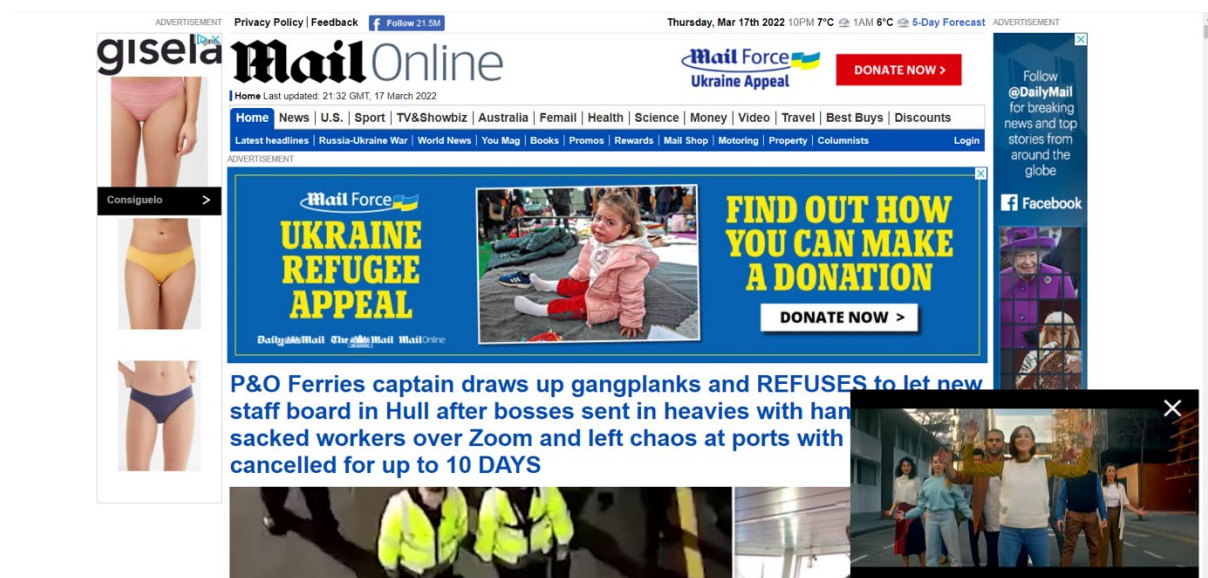 ADVERTISEMENT
Privacy Policy | Feedback
Follow 21.5M
Thursday, Mar 17th 2022 10PM 7°C 1AM 6°C 5-Day Forecast
ADVERTISEMENT
gisela
Mail Online
Mail Force
Ukraine Appeal
DONATE NOW >
Home Last updated: 21:32 GMT, 17 March 2022
Home News | U.S. | Sport | TV&Showbiz | Australia | Femail | Health | Science | Money | Video | Travel | Best Buys | Discounts
Latest headlines | Russia-Ukraine War | World News | You Mag | Books | Promos | Rewards | Mail Shop | Motoring | Property | Columnists
Login
ADVERTISEMENT
Consiguelo >
Mail Force
UKRAINE
REFUGEE
APPEAL
Daily Mail The Mail MailOnline
FIND OUT HOW
YOU CAN MAKE
A DONATION
DONATE NOW >
Follow
@DailyMail
for breaking
news and top
stories from
around the
globe
Facebook
P&O Ferries captain draws up gangplanks and REFUSES to let new
staff board in Hull after bosses sent in heavies with han
sacked workers over Zoom and left chaos at ports with
cancelled for up to 10 DAYS